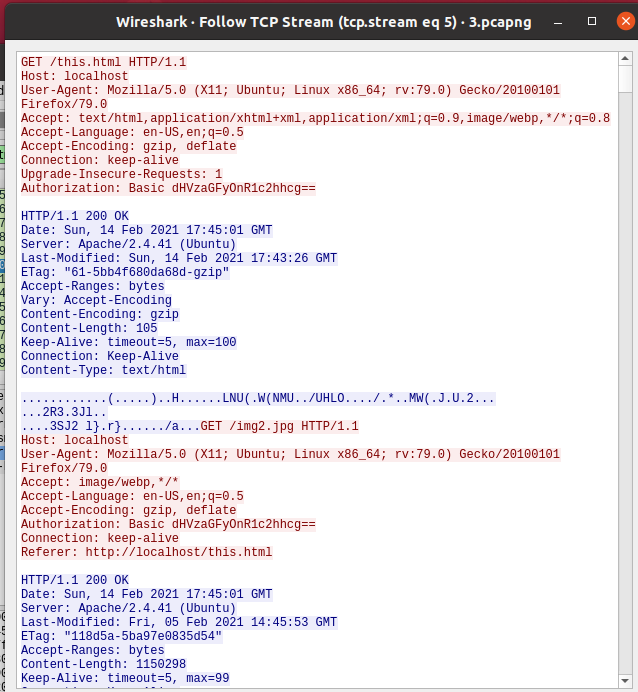 Wireshark · Follow TCP Stream (tcp.stream eq 5) · 3.pcapng
GET /this.html HTTP/1.1
Host: localhost
User-Agent: Mozilla/5.0 (X11; Ubuntu; Linux x86_64; rv:79.0) Gecko/20100101
Firefox/79.0
Accept: text/html,application/xhtml+xml,application/xml;q=0.9,image/webp,*/*;q=0.8
Accept-Language: en-US,en;q=0.5
Accept-Encoding: gzip, deflate
Connection: keep-alive
Upgrade-Insecure-Requests: 1
Authorization: Basic dHVzaGFyOnR1c2hhcg==
HTTP/1.1 200 OK
Date: Sun, 14 Feb 2021 17:45:01 GMT
Server: Apache/2.4.41 (Ubuntu)
Last-Modified: Sun, 14 Feb 2021 17:43:26 GMT
ETag: "61-5bb4f680da68d-gzip"
Accept-Ranges: bytes
Vary: Accept-Encoding
Content-Encoding: gzip
Content-Length: 105
Keep-Alive: timeout=5, max=100
Connection: Keep-Alive
Content-Type: text/html
............(.....)..H......LNU(.W(NMU../UHLO..../.*..MW(.J.U.2...
...2R3.3Jl..
....3SJ2 l}.r}....../a...GET /img2.jpg HTTP/1.1
Host: localhost
User-Agent: Mozilla/5.0 (X11; Ubuntu; Linux x86_64; rv:79.0) Gecko/20100101
Firefox/79.0
Accept: image/webp,*/*
Accept-Language: en-US,en;q=0.5
Accept-Encoding: gzip, deflate
Authorization: Basic dHVzaGFyOnR1c2hhcg==
Connection: keep-alive
Referer: http://localhost/this.html
HTTP/1.1 200 OK
Date: Sun, 14 Feb 2021 17:45:01 GMT
Server: Apache/2.4.41 (Ubuntu)
Last-Modified: Fri, 05 Feb 2021 14:45:53 GMT
ETag: "118d5a-5ba97e0835d54"
Accept-Ranges: bytes
Content-Length: 1150298
Keep-Alive: timeout=5, max=99